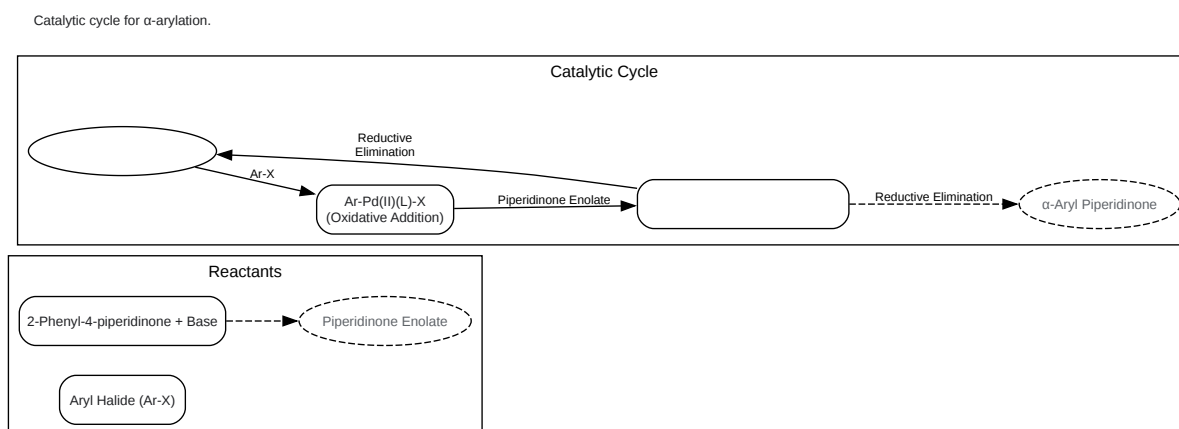 Catalytic cycle for α-arylation.
Catalytic Cycle
Reductive
Elimination
Ar-X
Ar-Pd(II)(L)-X
(Oxidative Addition)
Piperidinone Enolate
Reductive Elimination
α-Aryl Piperidinone
Reactants
2-Phenyl-4-piperidinone + Base
Piperidinone Enolate
Aryl Halide (Ar-X)